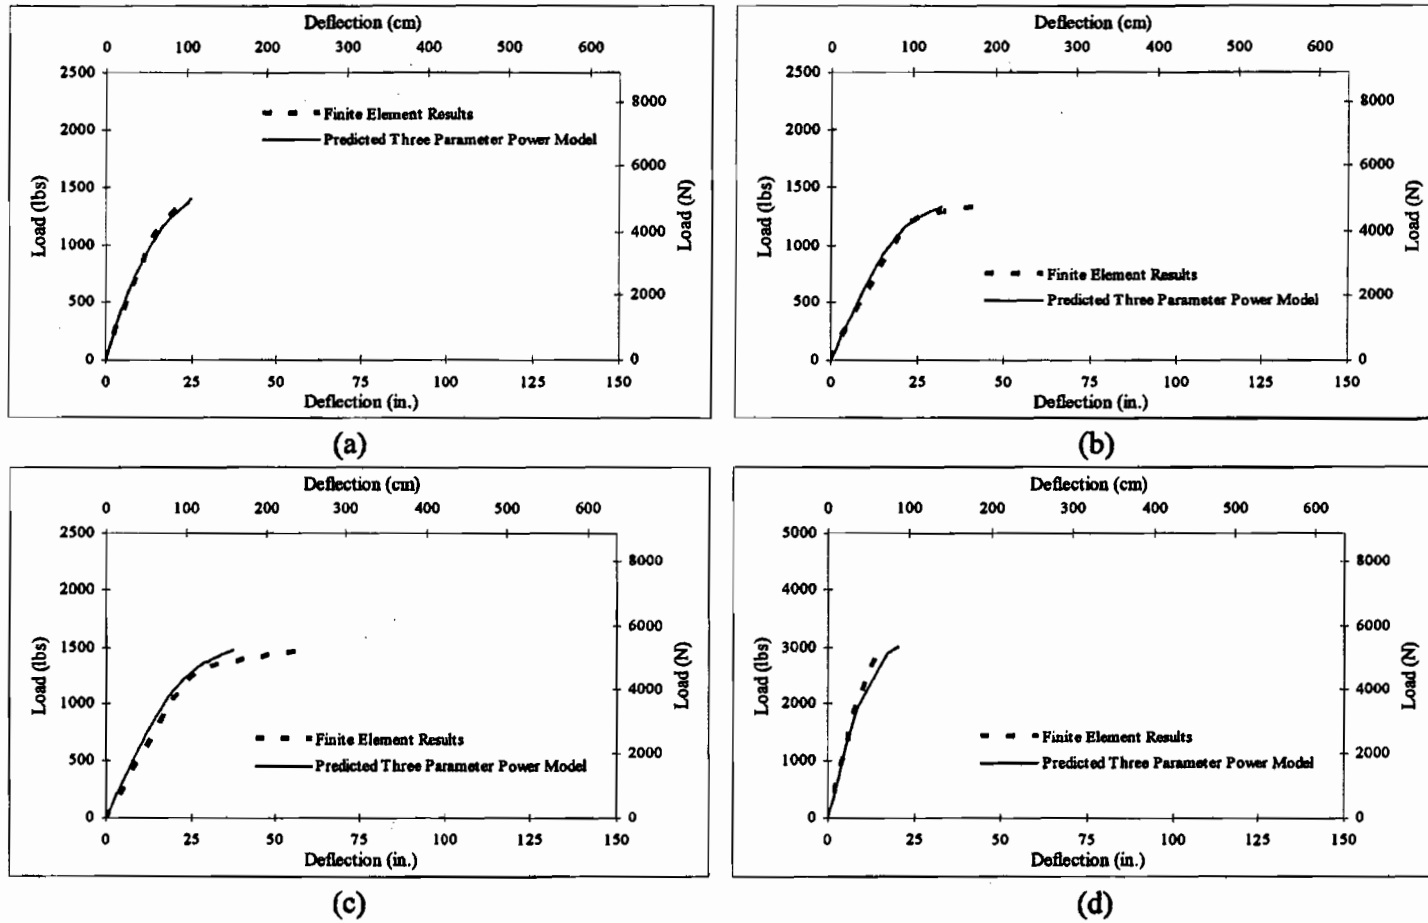 Deflection (cm)
0 100 200 300 400 500 600
2500
2000
1500
1000
500
0
Load (lbs)
Finite Element Results
Predicted Three Parameter Power Model
8000
6000
4000
2000
0
Load (N)
0 25 50 75 100 125 150
Deflection (in.)
(a)
Deflection (cm)
0 100 200 300 400 500 600
2500
2000
1500
1000
500
0
Load (lbs)
Finite Element Results
Predicted Three Parameter Power Model
8000
6000
4000
2000
0
Load (N)
0 25 50 75 100 125 150
Deflection (in.)
(b)
Deflection (cm)
0 100 200 300 400 500 600
2500
2000
1500
1000
500
0
Load (lbs)
Finite Element Results
Predicted Three Parameter Power Model
8000
6000
4000
2000
0
Load (N)
0 25 50 75 100 125 150
Deflection (in.)
(c)
Deflection (cm)
0 100 200 300 400 500 600
5000
4000
3000
2000
1000
0
Load (lbs)
Finite Element Results
Predicted Three Parameter Power Model
8000
6000
4000
2000
0
Load (N)
0 25 50 75 100 125 150
Deflection (in.)
(d)